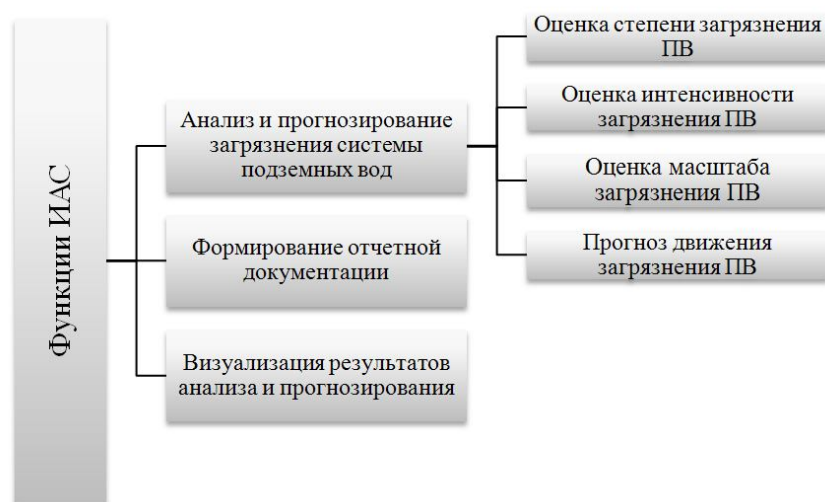 Функции ИАС
Анализ и прогнозирование
загрязнения системы
подземных вод
Формирование отчетной
документации
Визуализация результатов
анализа и прогнозирования
Оценка степени загрязнения
ПВ
Оценка интенсивности
загрязнения ПВ
Оценка масштаба
загрязнения ПВ
Прогноз движения
загрязнения ПВ